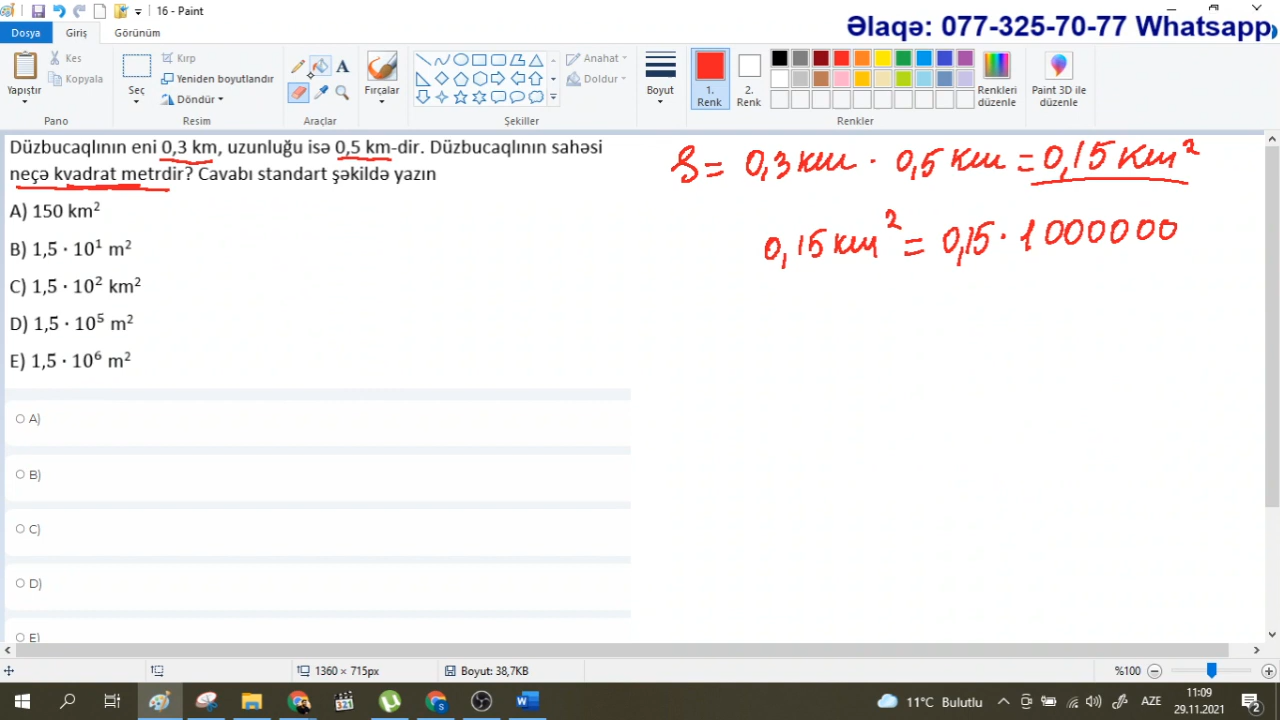 16 - Paint
Əlaqə: 077-325-70-77 Whatsapp
Dosya Giriş Görünüm
Yapıştır
Kes
Kopyala
Pano
Seç
Kırp
Yeniden boyutlandır
Döndür
Resim
A
Araçlar
Fırçalar
Anahat
Doldur
Şekiller
Boyut
1. Renk
2. Renk
Renkleri düzenle
Paint 3D ile düzenle
Renkler
Düzbucaqlının eni 0,3 km, uzunluğu isə 0,5 km-dir. Düzbucaqlının sahəsi
neçə kvadrat metrdir? Cavabı standart şəkildə yazın
A) 150 km²
B) 1,5 · 10¹ m²
C) 1,5 · 10² km²
D) 1,5 · 10⁵ m²
E) 1,5 · 10⁶ m²
A)
B)
C)
D)
E)
S = 0,3 km · 0,5 km = 0,15 km²
0,15 km² = 0,15 · 1000000
1360 × 715px
Boyut: 38,7KB
%100
11°C Bulutlu
AZE
11:09
29.11.2021
2